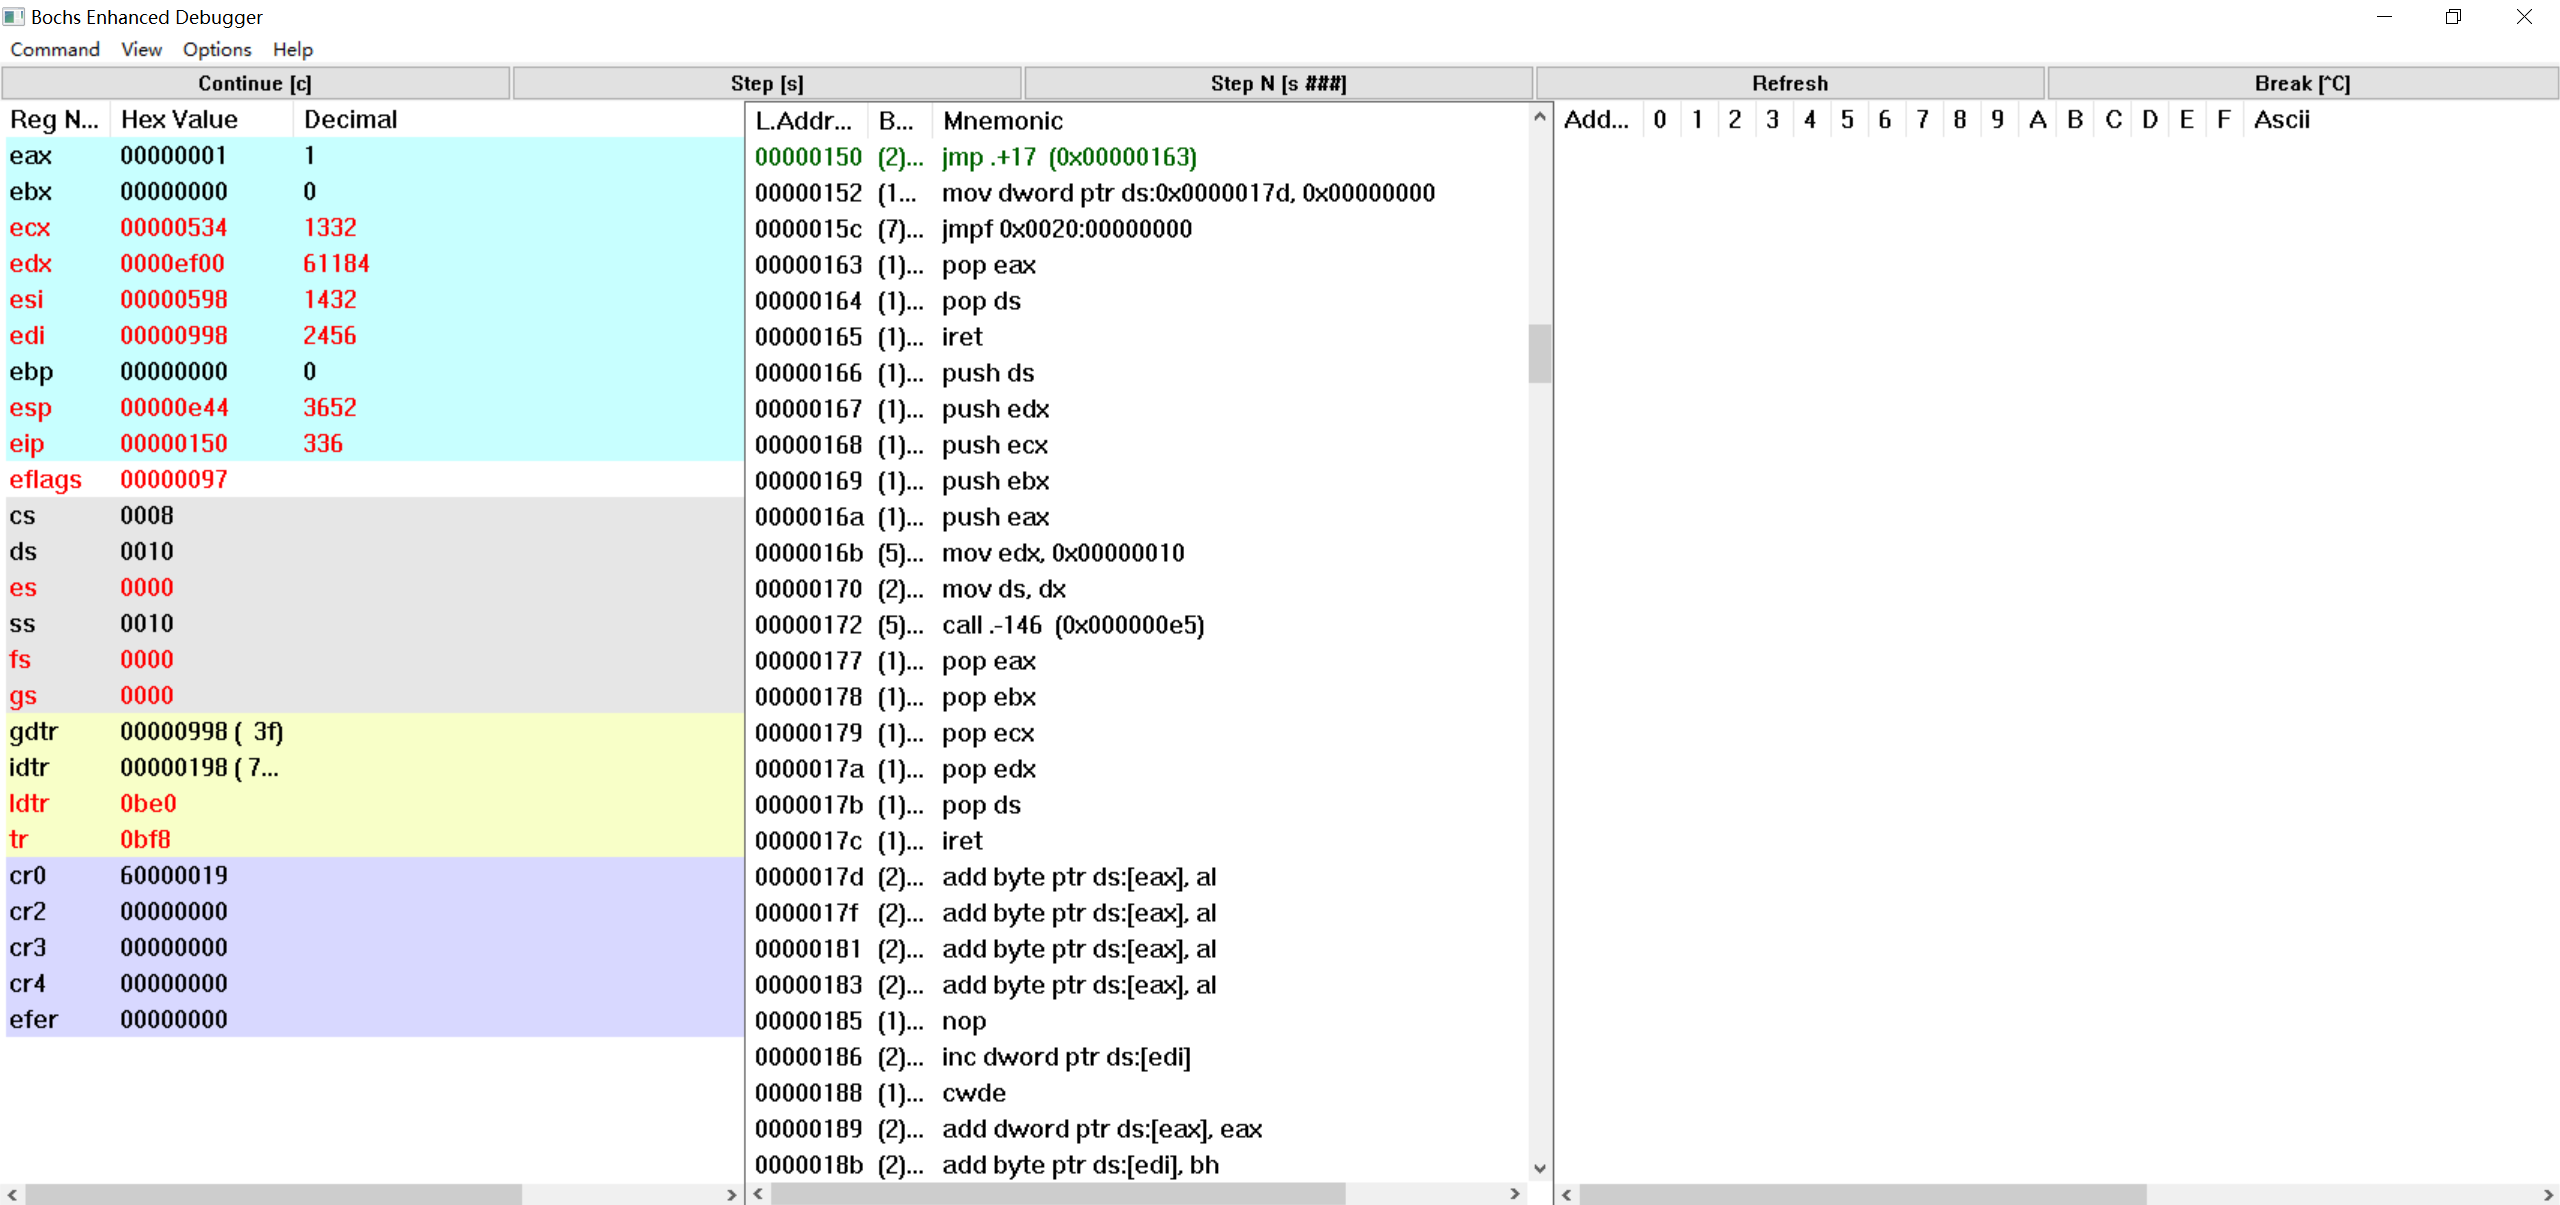 Bochs Enhanced Debugger
Command View Options Help
Continue [c] Step [s] Step N [s ###] Refresh Break [^C]
Reg N... Hex Value Decimal
eax 00000001 1
ebx 00000000 0
ecx 00000534 1332
edx 0000ef00 61184
esi 00000598 1432
edi 00000998 2456
ebp 00000000 0
esp 00000e44 3652
eip 00000150 336
eflags 00000097
cs 0008
ds 0010
es 0000
ss 0010
fs 0000
gs 0000
gdtr 00000998 ( 3f)
idtr 00000198 ( 7...
ldtr 0be0
tr 0bf8
cr0 60000019
cr2 00000000
cr3 00000000
cr4 00000000
efer 00000000
L.Addr... B... Mnemonic
00000150 (2)... jmp .+17 (0x00000163)
00000152 (1... mov dword ptr ds:0x0000017d, 0x00000000
0000015c (7)... jmpf 0x0020:00000000
00000163 (1)... pop eax
00000164 (1)... pop ds
00000165 (1)... iret
00000166 (1)... push ds
00000167 (1)... push edx
00000168 (1)... push ecx
00000169 (1)... push ebx
0000016a (1)... push eax
0000016b (5)... mov edx, 0x00000010
00000170 (2)... mov ds, dx
00000172 (5)... call .-146 (0x000000e5)
00000177 (1)... pop eax
00000178 (1)... pop ebx
00000179 (1)... pop ecx
0000017a (1)... pop edx
0000017b (1)... pop ds
0000017c (1)... iret
0000017d (2)... add byte ptr ds:[eax], al
0000017f (2)... add byte ptr ds:[eax], al
00000181 (2)... add byte ptr ds:[eax], al
00000183 (2)... add byte ptr ds:[eax], al
00000185 (1)... nop
00000186 (2)... inc dword ptr ds:[edi]
00000188 (1)... cwde
00000189 (2)... add dword ptr ds:[eax], eax
0000018b (2)... add byte ptr ds:[edi], bh
Add... 0 1 2 3 4 5 6 7 8 9 A B C D E F Ascii